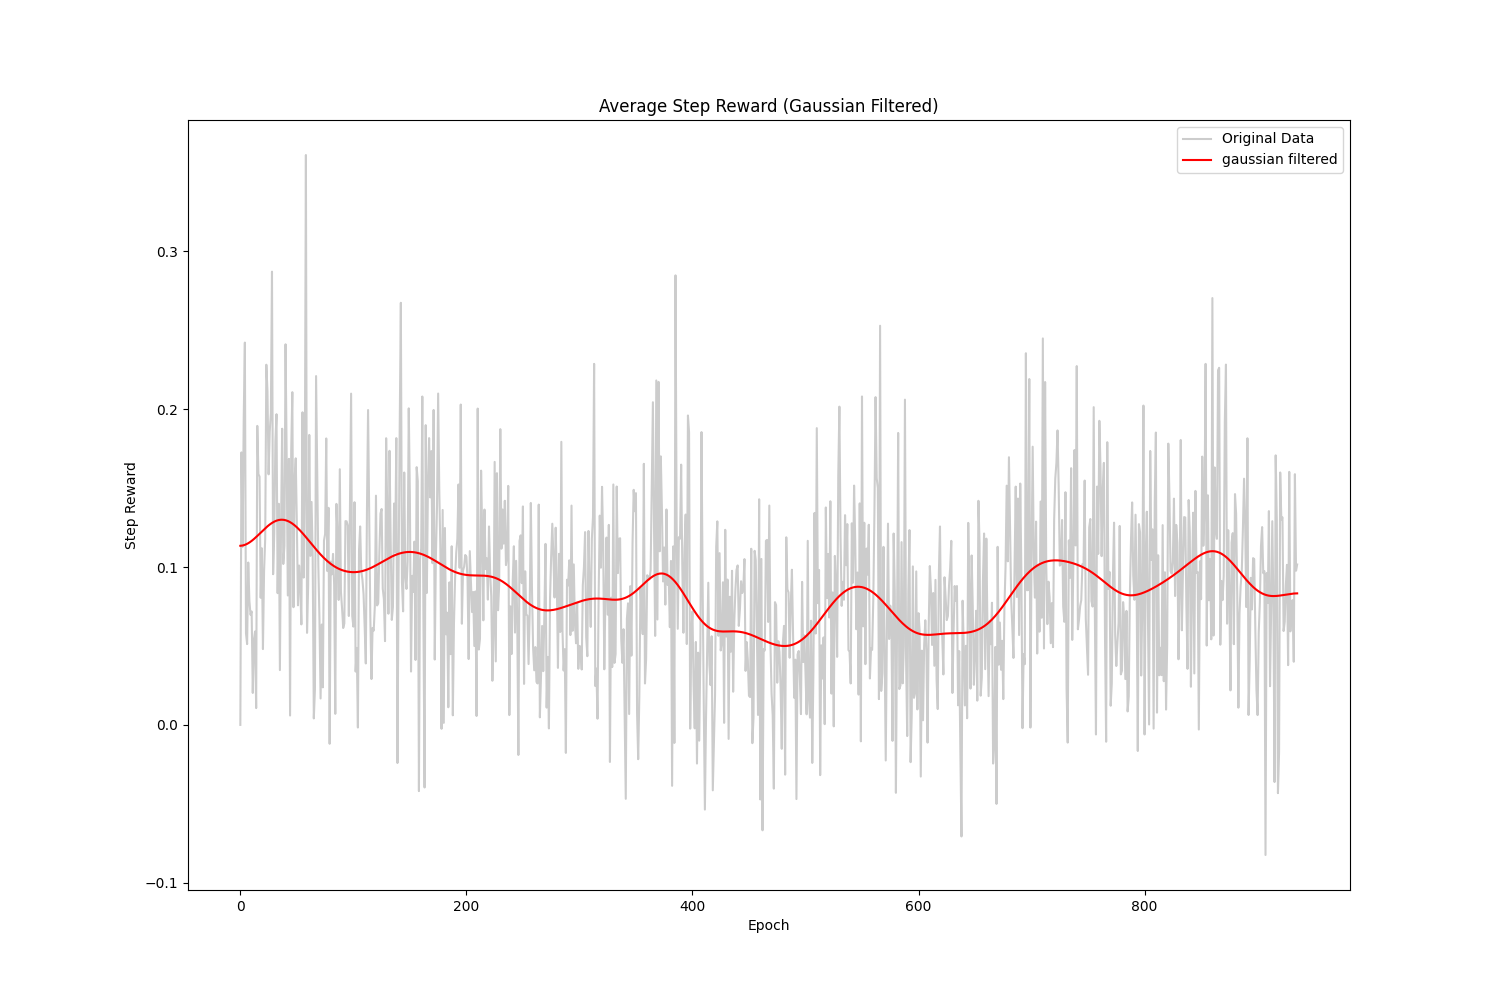 Average Step Reward (Gaussian Filtered)
Original Data
gaussian filtered
0.3
0.2
0.1
0.0
−0.1
Step Reward
0 200 400 600 800
Epoch